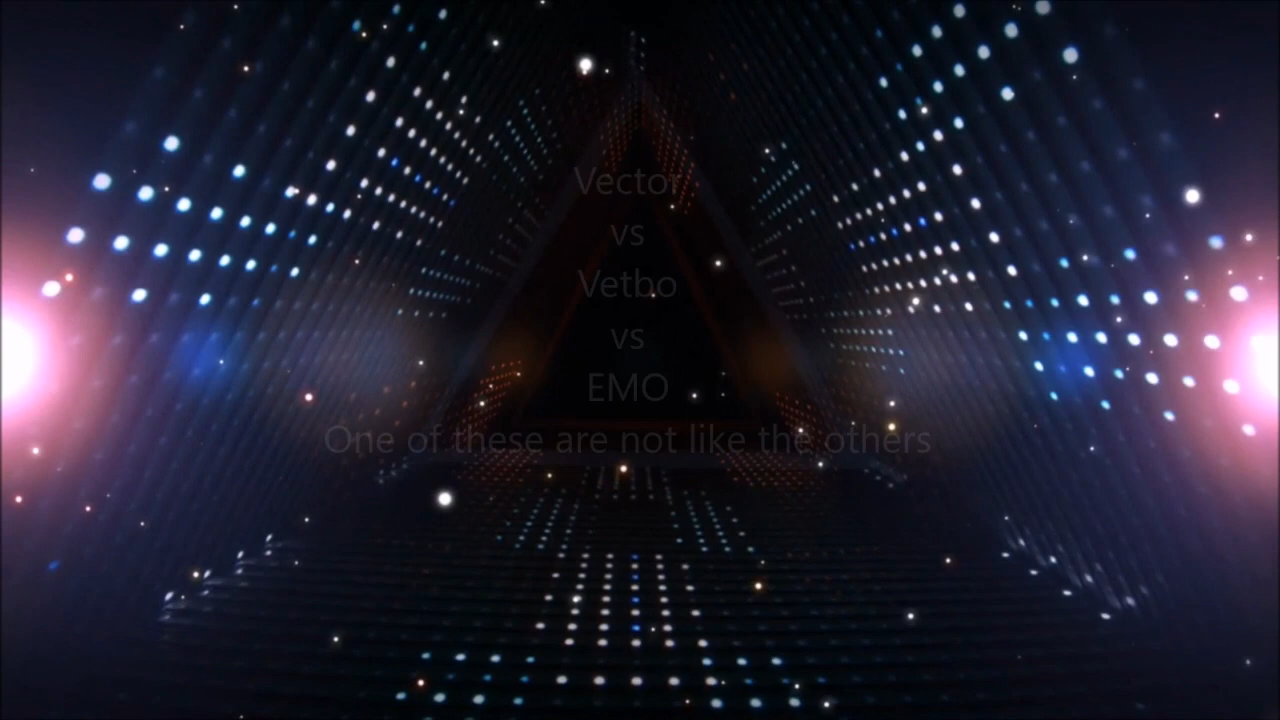 Vector
vs
Vetbo
vs
EMO
One of these are not like the others